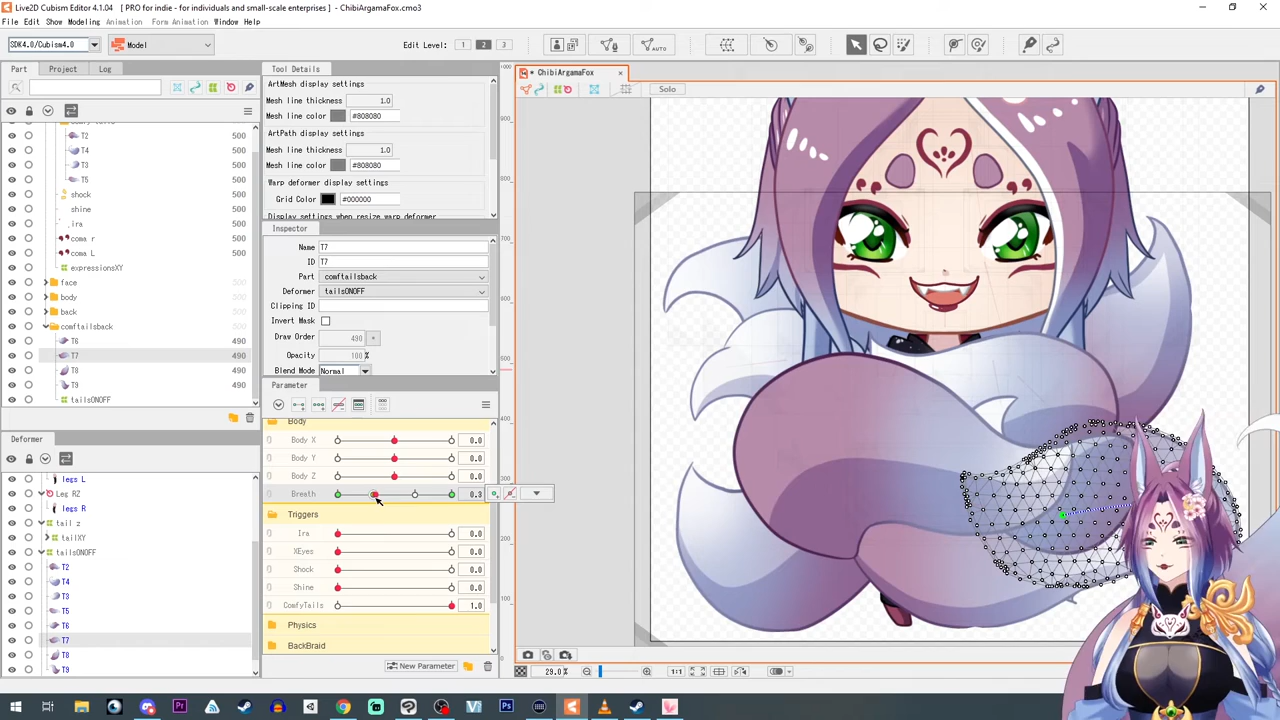 Live2D Cubism Editor 4.1.04   [ PRO for indie - for individuals and small-scale enterprises ]  - ChibiArgamaFox.cmo3
File Edit Show Modeling Animation Form Animation Window Help
SDK4.0/Cubism4.0 Model Edit Level: 1 2 3
Part Project Log
T2 500
T4 500
T3 500
T6 500
shock 500
shine 500
ira 500
coma r 500
coma L 500
expressionsXY
face 500
body 500
back 500
comftailsback 500
T6 490
T7 490
T8 490
T9 490
tailsONOFF
Deformer
legs L
Leg RZ
legs R
tail z
tailXY
tailsONOFF
T2
T4
T3
T5
T6
T7
T8
T9
Tool Details
ArtMesh display settings
Mesh line thickness 1.0
Mesh line color #808080
ArtPath display settings
Mesh line thickness 1.0
Mesh line color #808080
Warp deformer display settings
Grid Color #000000
Display settings when resize warp deformer
Inspector
Name T7
ID T7
Part comftailsback
Deformer tailsONOFF
Clipping ID
Invert Mask
Draw Order 490
Opacity 100 %
Blend Mode Normal
Parameter
Body
Body X 0.0
Body Y 0.0
Body Z 0.0
Breath 0.3
Triggers
Ira 0.0
XEyes 0.0
Shock 0.0
Shine 0.0
ComfyTails 1.0
Physics
BackBraid
New Parameter
* ChibiArgamaFox
Solo
29.0% 1:1